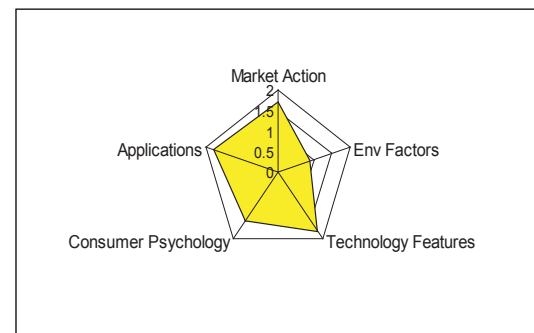 Market Action
2
1.5
1
0.5
0
Applications
Env Factors
Consumer Psychology
Technology Features